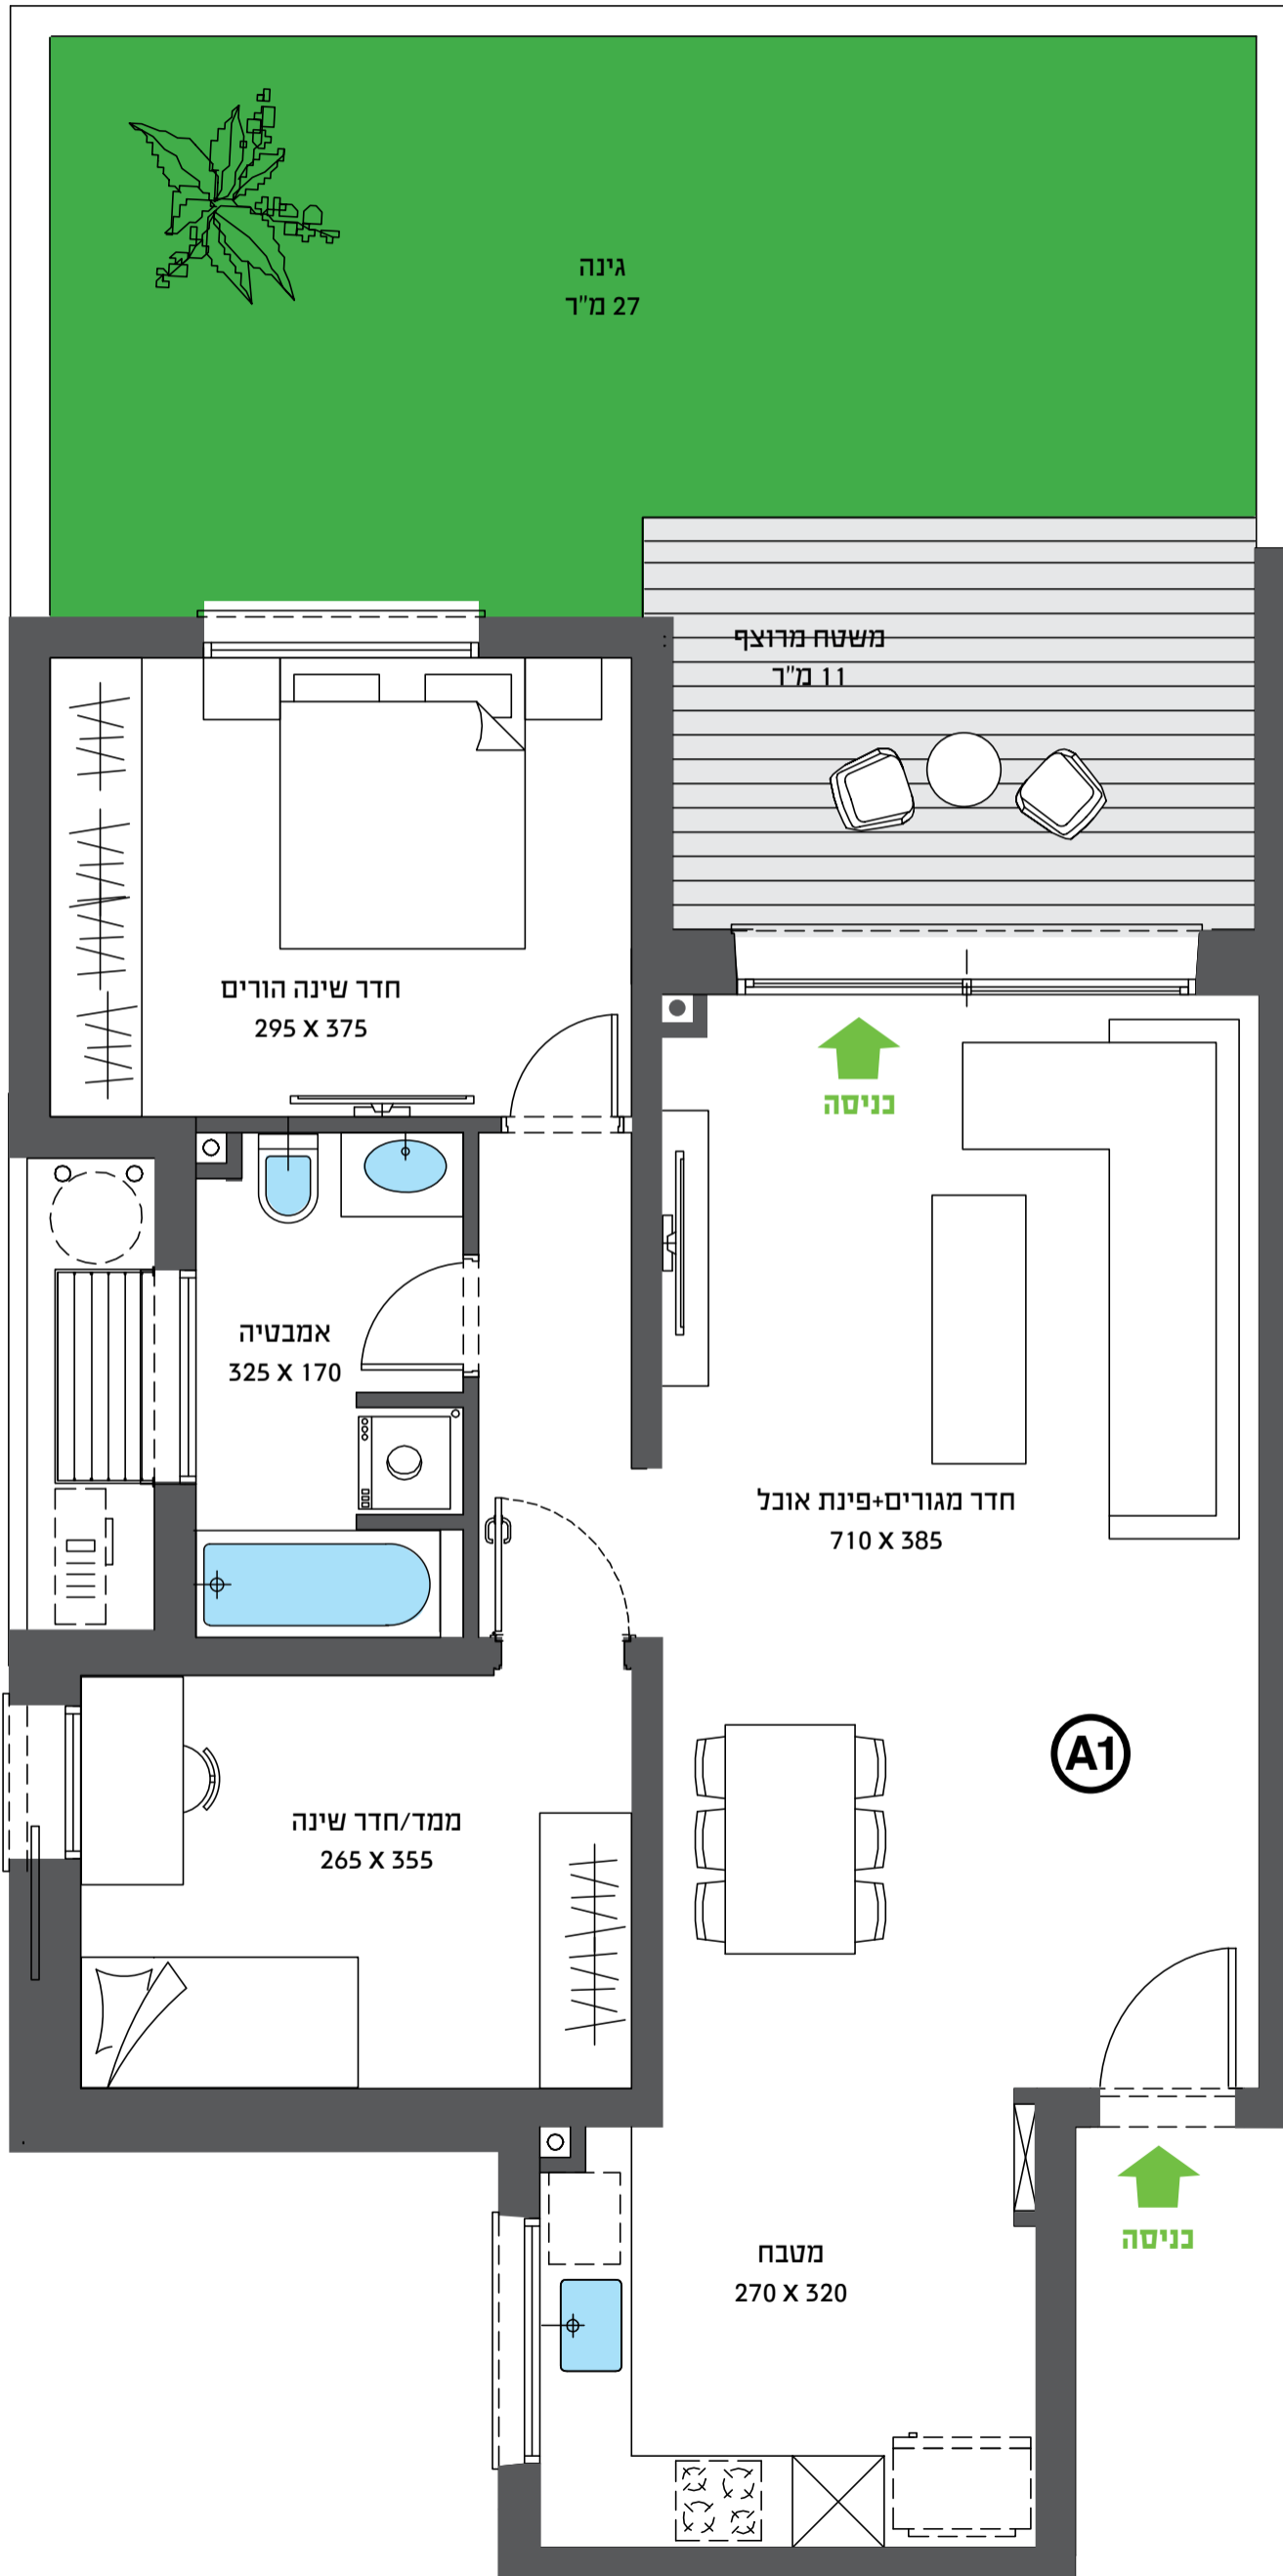 גינה
27 מ"ר
משטח מרוצף
11 מ"ר
חדר שינה הורים
295 X 375
כניסה
אמבטיה
325 X 170
חדר מגורים+פינת אוכל
710 X 385
A1
ממד/חדר שינה
265 X 355
כניסה
מטבח
270 X 320